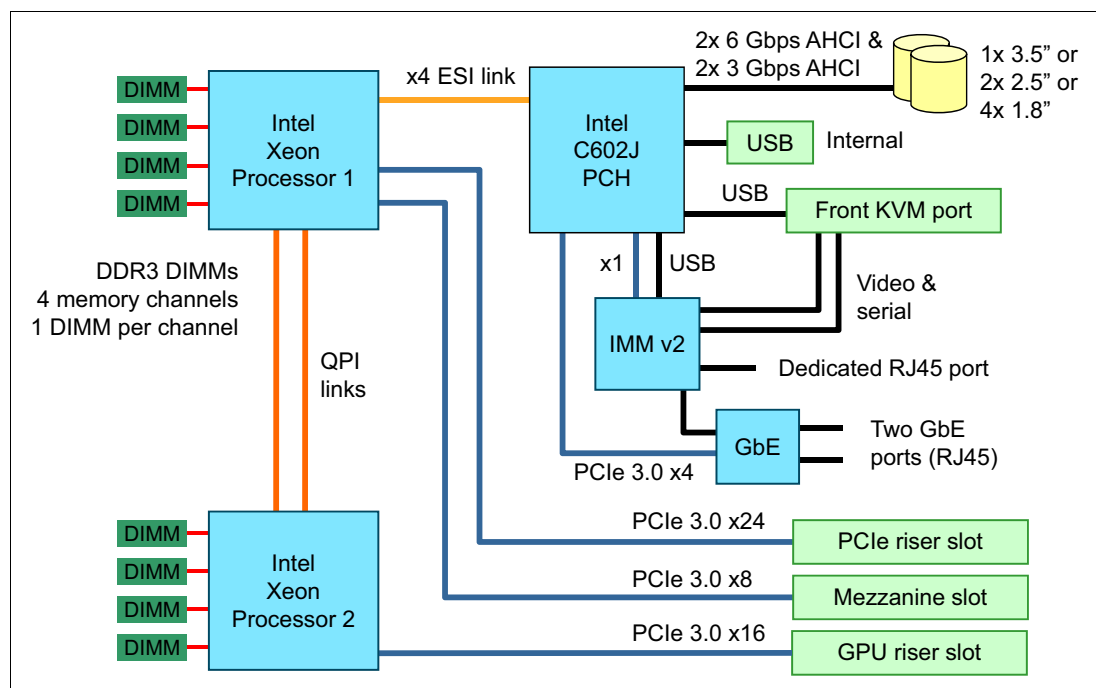 2x 6 Gbps AHCI &
2x 3 Gbps AHCI
1x 3.5” or
2x 2.5” or
4x 1.8”
x4 ESI link
DIMM
DIMM
DIMM
DIMM
Intel
Xeon
Processor 1
Intel
C602J
PCH
USB
Internal
USB
Front KVM port
x1
USB
Video &
serial
DDR3 DIMMs
4 memory channels
1 DIMM per channel
IMM v2
QPI
links
Dedicated RJ45 port
GbE
Two GbE
ports (RJ45)
PCIe 3.0 x4
PCIe 3.0 x24
PCIe riser slot
DIMM
DIMM
DIMM
DIMM
Intel
Xeon
Processor 2
PCIe 3.0 x8
Mezzanine slot
PCIe 3.0 x16
GPU riser slot